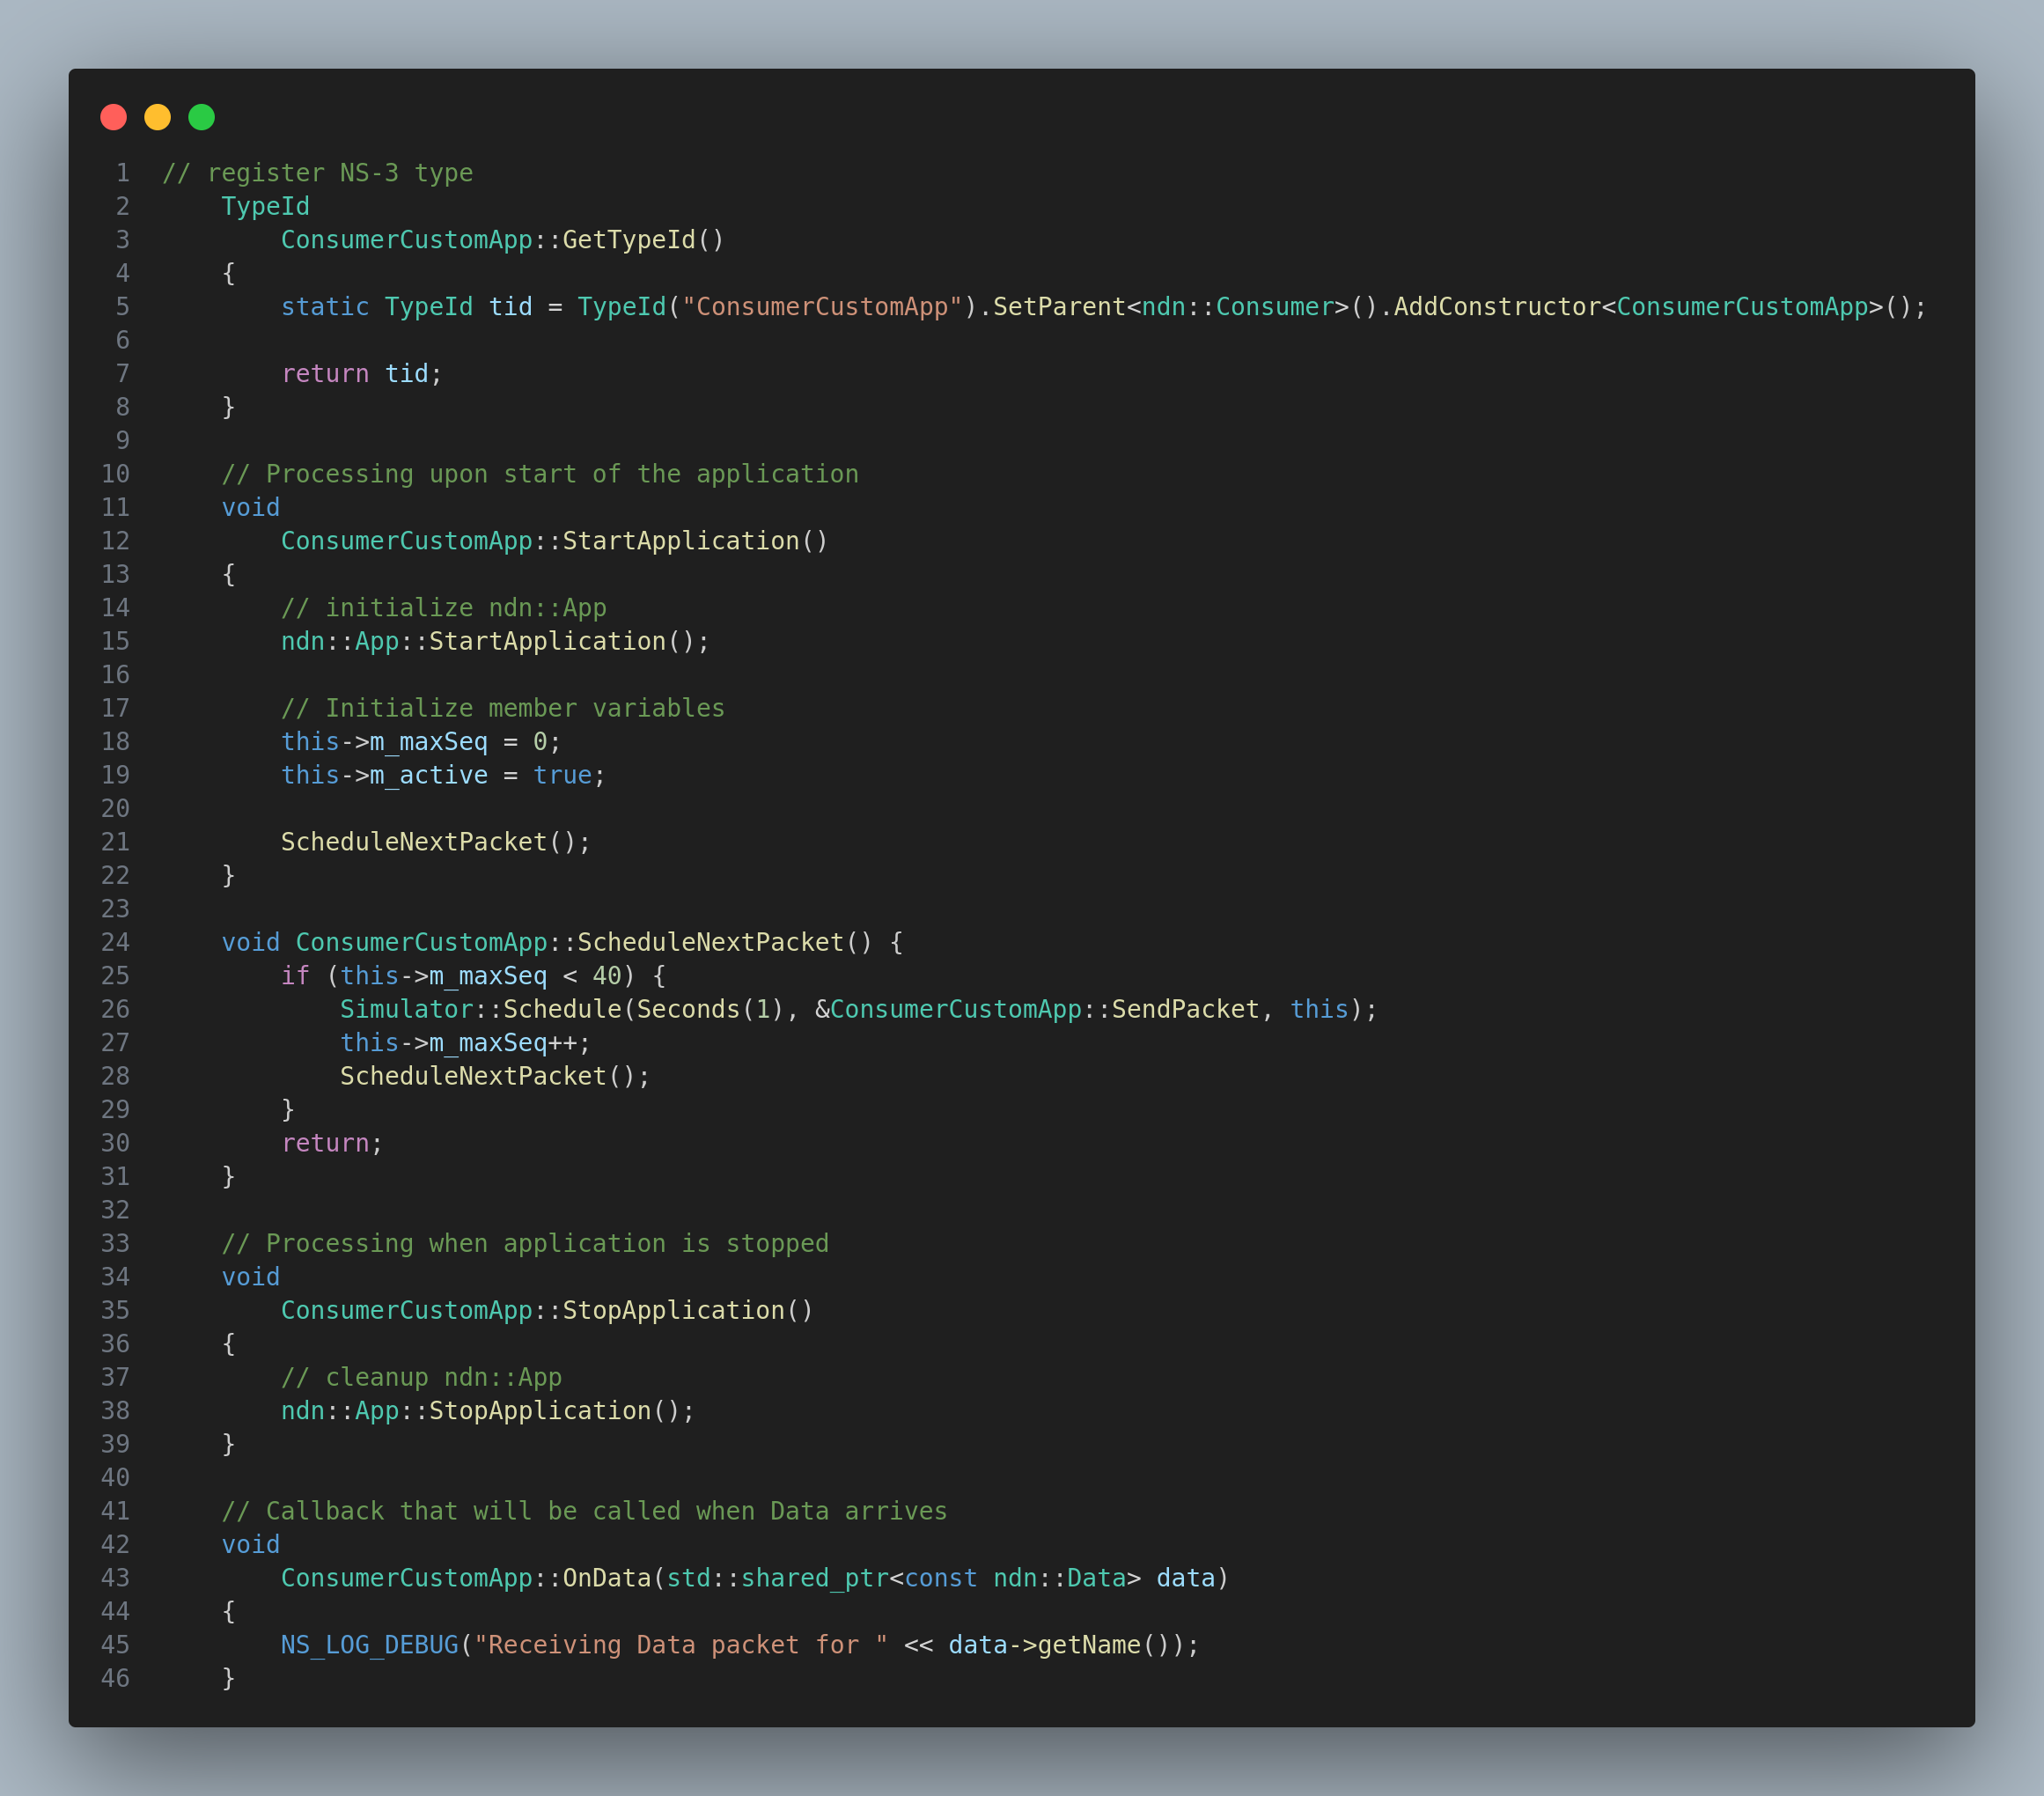 1 // register NS-3 type
2     TypeId
3         ConsumerCustomApp::GetTypeId()
4     {
5         static TypeId tid = TypeId("ConsumerCustomApp").SetParent<ndn::Consumer>().AddConstructor<ConsumerCustomApp>();
6
7         return tid;
8     }
9
10     // Processing upon start of the application
11     void
12         ConsumerCustomApp::StartApplication()
13     {
14         // initialize ndn::App
15         ndn::App::StartApplication();
16
17         // Initialize member variables
18         this->m_maxSeq = 0;
19         this->m_active = true;
20
21         ScheduleNextPacket();
22     }
23
24     void ConsumerCustomApp::ScheduleNextPacket() {
25         if (this->m_maxSeq < 40) {
26             Simulator::Schedule(Seconds(1), &ConsumerCustomApp::SendPacket, this);
27             this->m_maxSeq++;
28             ScheduleNextPacket();
29         }
30         return;
31     }
32
33     // Processing when application is stopped
34     void
35         ConsumerCustomApp::StopApplication()
36     {
37         // cleanup ndn::App
38         ndn::App::StopApplication();
39     }
40
41     // Callback that will be called when Data arrives
42     void
43         ConsumerCustomApp::OnData(std::shared_ptr<const ndn::Data> data)
44     {
45         NS_LOG_DEBUG("Receiving Data packet for " << data->getName());
46     }